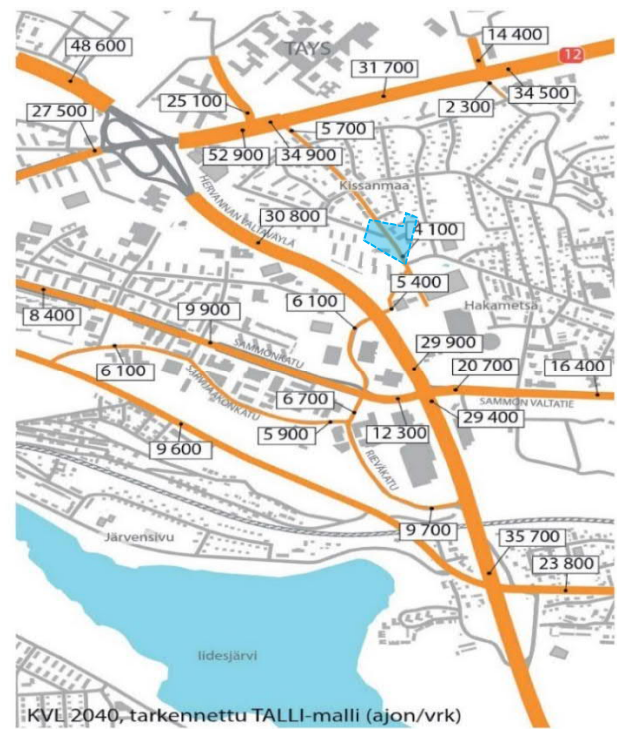 48 600
TAYS
14 400
12
31 700
25 100
27 500
2 300
34 500
52 900
34 900
5 700
Kissanmaa
HERVANNAN VALTAVÄYLÄ
30 800
4 100
5 400
6 100
Hakametsä
8 400
9 900
SAMMONKATU
29 900
20 700
16 400
6 100
SARVIJAAKONKATU
6 700
SAMMON VALTATIE
5 900
12 300
29 400
9 600
RIEVÄKATU
9 700
Järvensivu
35 700
23 800
Iidesjärvi
KVL 2040, tarkennettu TALLI-malli (ajon/vrk)